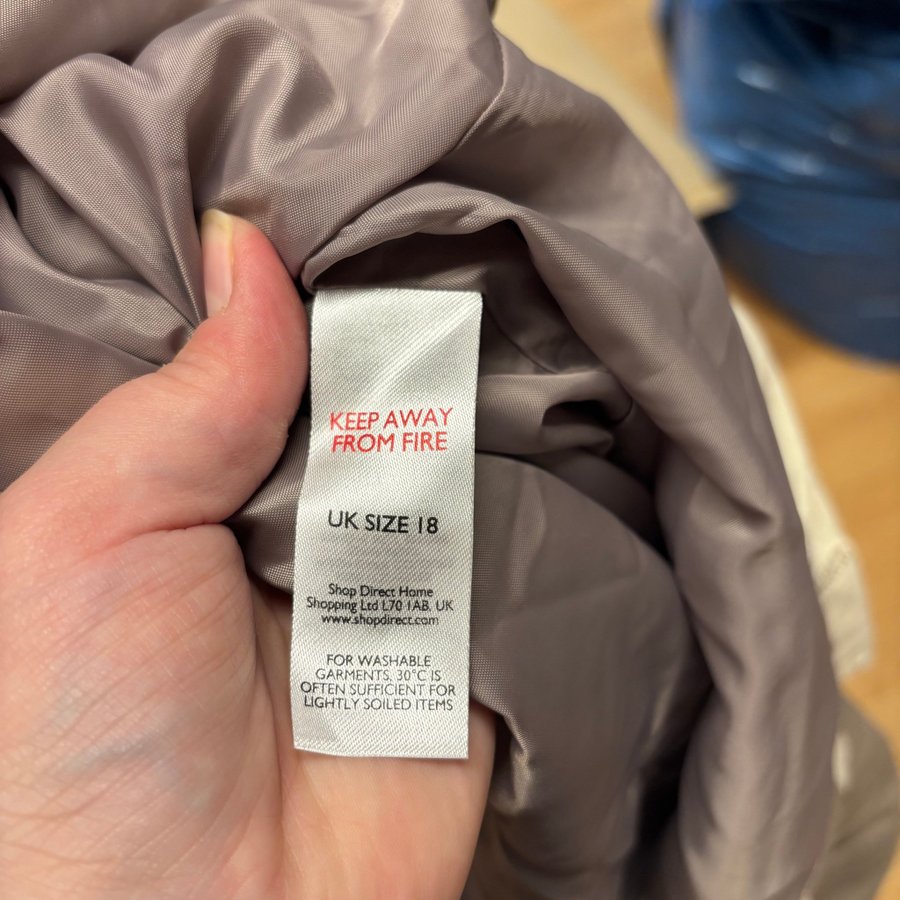 KEEP AWAY
FROM FIRE
UK SIZE 18
Shop Direct Home
Shopping Ltd L70 1AB, UK
www.shopdirect.com
FOR WASHABLE
GARMENTS, 30°C IS
OFTEN SUFFICIENT FOR
LIGHTLY SOILED ITEMS